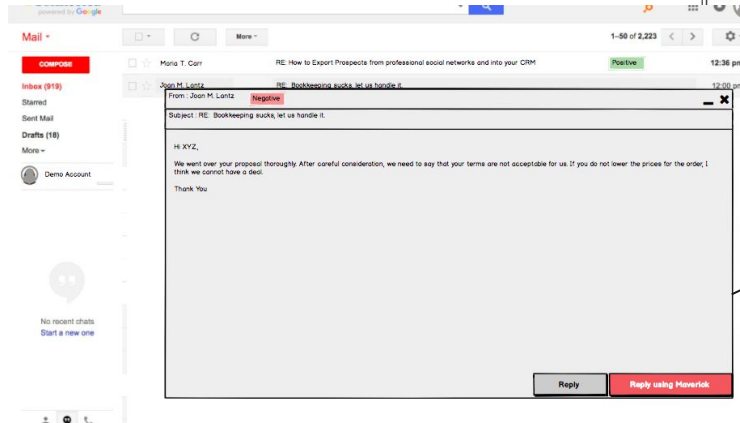 powered by Google
Mail
More
1–50 of 2,223
COMPOSE
Maria T. Carr RE: How to Export Prospects from professional social networks and into your CRM Positive 12:36 pm
Inbox (919)
Joan M. Lantz RE: Bookkeeping sucks, let us handle it. 12:00 pm
Starred
Sent Mail
Drafts (18)
More
Demo Account
No recent chats
Start a new one
From : Joan M. Lantz Negative
Subject : RE: Bookkeeping sucks, let us handle it.
Hi XYZ,
We went over your proposal thoroughly. After careful consideration, we need to say that your terms are not acceptable for us. If you do not lower the prices for the order, I
think we cannot have a deal.
Thank You
Reply
Reply using Maverick